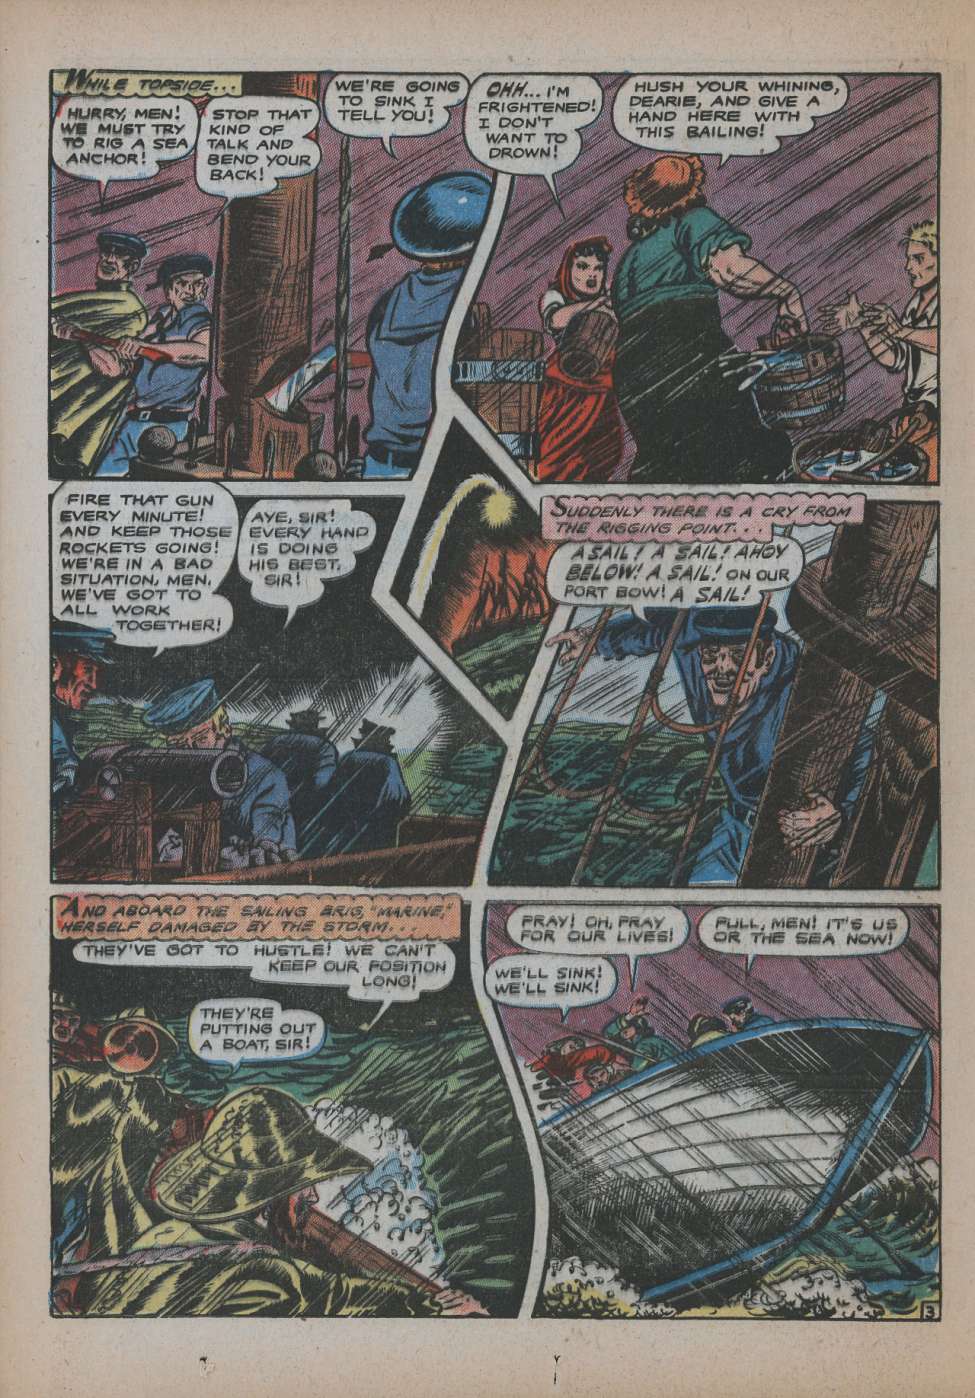 WHILE TOPSIDE...
HURRY, MEN!
WE MUST TRY
TO RIG A SEA
ANCHOR!
STOP THAT
KIND OF
TALK AND
BEND YOUR
BACK!
WE'RE GOING
TO SINK I
TELL YOU!
OHH... I'M
FRIGHTENED!
I DON'T
WANT TO
DROWN!
HUSH YOUR WHINING,
DEARIE, AND GIVE A
HAND HERE WITH
THIS BAILING!
FIRE THAT GUN
EVERY MINUTE!
AND KEEP THOSE
ROCKETS GOING!
WE'RE IN A BAD
SITUATION, MEN.
WE'VE GOT TO
ALL WORK
TOGETHER!
AYE, SIR!
EVERY HAND
IS DOING
HIS BEST,
SIR!
SUDDENLY THERE IS A CRY FROM
THE RIGGING POINT...
A SAIL! A SAIL! AHOY
BELOW! A SAIL! ON OUR
PORT BOW! A SAIL!
AND ABOARD THE SAILING BRIG, "MARINE,"
HERSELF DAMAGED BY THE STORM...
THEY'VE GOT TO HUSTLE! WE CAN'T
KEEP OUR POSITION
LONG!
THEY'RE
PUTTING OUT
A BOAT, SIR!
PRAY! OH, PRAY
FOR OUR LIVES!
PULL, MEN! IT'S US
OR THE SEA NOW!
WE'LL SINK!
WE'LL SINK!
3